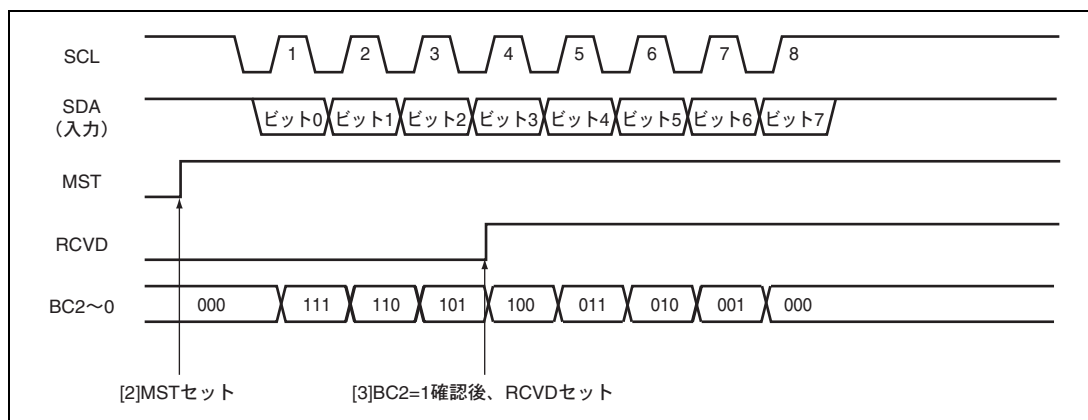 SCL 1 2 3 4 5 6 7 8
SDA
（入力）
ビット0 ビット1 ビット2 ビット3 ビット4 ビット5 ビット6 ビット7
MST
RCVD
BC2～0 000 111 110 101 100 011 010 001 000
[2]MSTセット [3]BC2=1確認後、RCVDセット